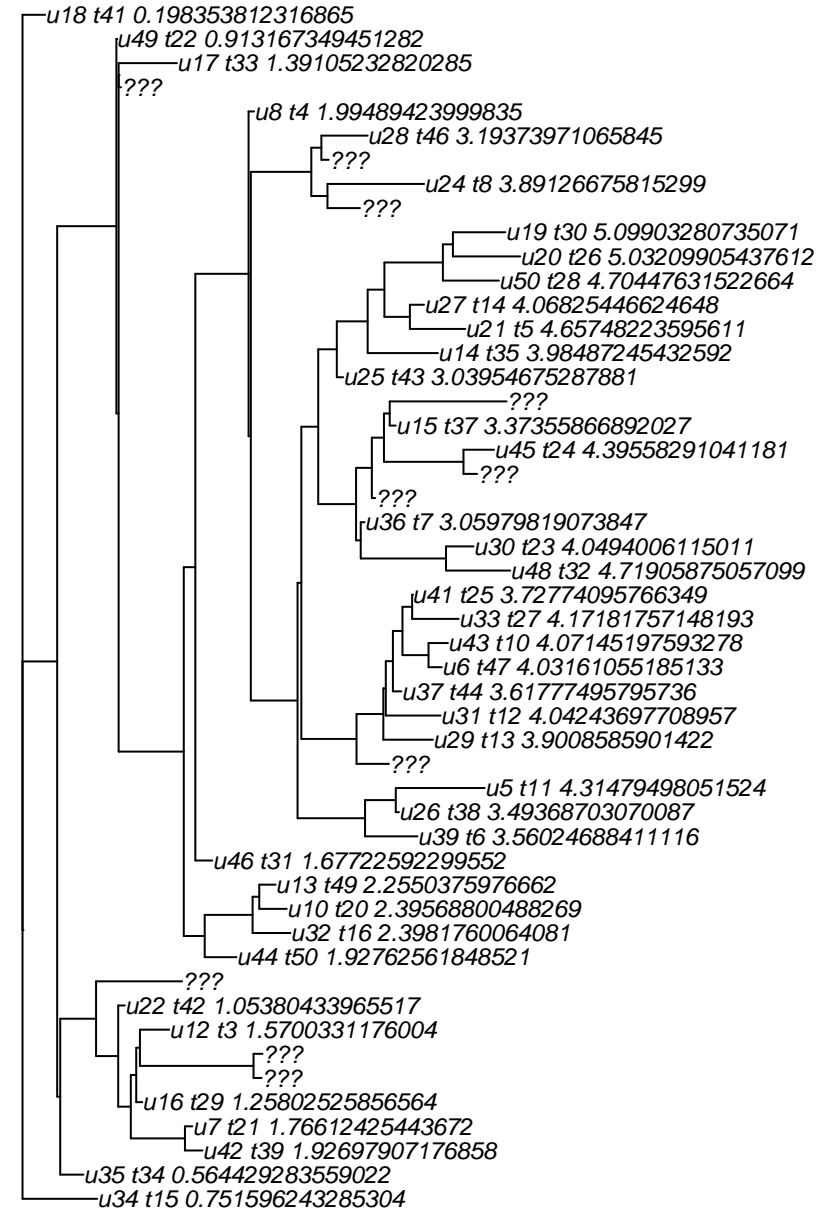 u18 t41 0.198353812316865
u49 t22 0.913167349451282
u17 t33 1.39105232820285
???
u8 t4 1.99489423999835
u28 t46 3.19373971065845
???
u24 t8 3.89126675815299
???
u19 t30 5.09903280735071
u20 t26 5.03209905437612
u50 t28 4.70447631522664
u27 t14 4.06825446624648
u21 t5 4.65748223595611
u14 t35 3.98487245432592
u25 t43 3.03954675287881
???
u15 t37 3.37355866892027
u45 t24 4.39558291041181
???
???
u36 t7 3.05979819073847
u30 t23 4.0494006115011
u48 t32 4.71905875057099
u41 t25 3.72774095766349
u33 t27 4.17181757148193
u43 t10 4.07145197593278
u6 t47 4.03161055185133
u37 t44 3.61777495795736
u31 t12 4.04243697708957
u29 t13 3.9008585901422
???
u5 t11 4.31479498051524
u26 t38 3.49368703070087
u39 t6 3.56024688411116
u46 t31 1.67722592299552
u13 t49 2.2550375976662
u10 t20 2.39568800488269
u32 t16 2.3981760064081
u44 t50 1.92762561848521
???
u22 t42 1.05380433965517
u12 t3 1.5700331176004
???
???
u16 t29 1.25802525856564
u7 t21 1.76612425443672
u42 t39 1.92697907176858
u35 t34 0.564429283559022
u34 t15 0.751596243285304